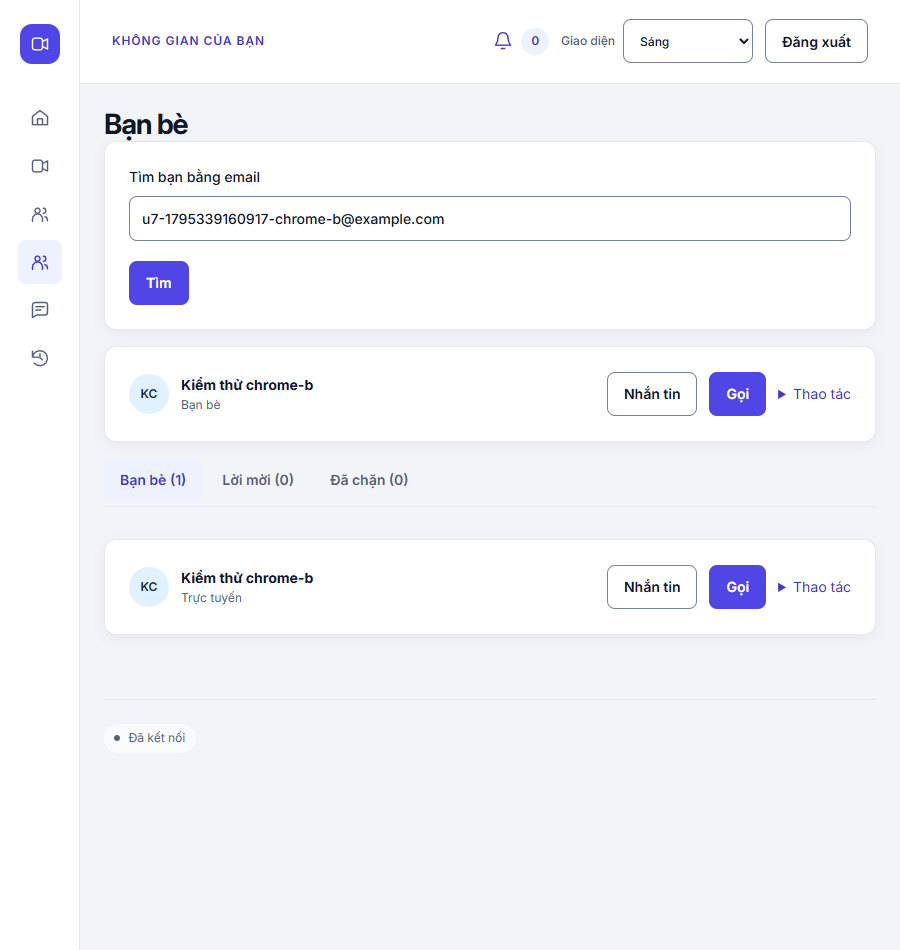 KHÔNG GIAN CỦA BẠN
0
Giao diện
Sáng
Đăng xuất
Bạn bè
Tìm bạn bằng email
u7-1795339160917-chrome-b@example.com
Tìm
KC
Kiểm thử chrome-b
Bạn bè
Nhắn tin
Gọi
Thao tác
Bạn bè (1)
Lời mời (0)
Đã chặn (0)
KC
Kiểm thử chrome-b
Trực tuyến
Nhắn tin
Gọi
Thao tác
Đã kết nối